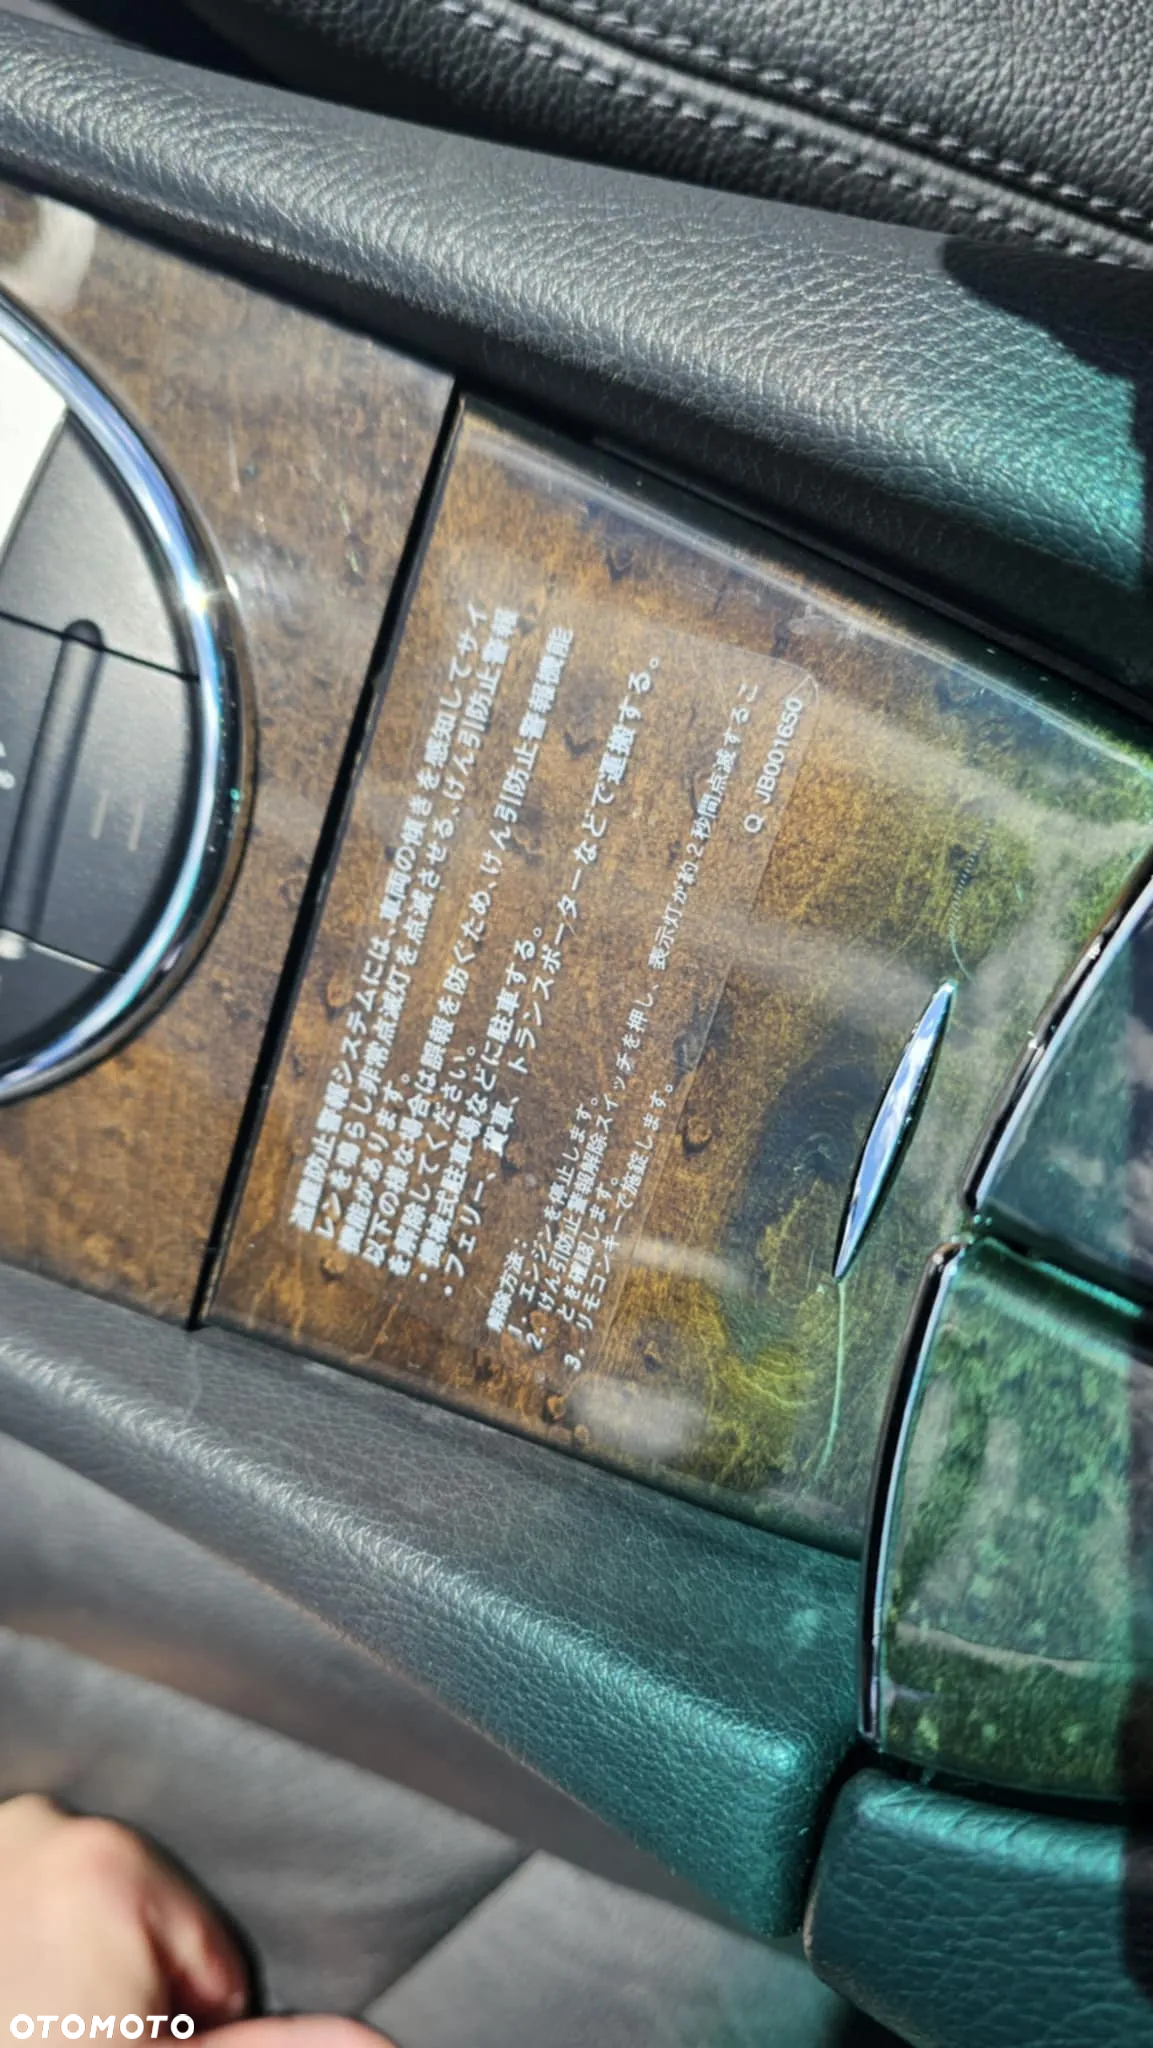 盗難防止警報システムには、車両の傾きを感知してサイ
レンを鳴らし非常点滅灯を点滅させる、けん引防止警報
機能があります。
以下の様な場合は誤報を防ぐため、けん引防止警報機能
を解除してください。
・機械式駐車場などに駐車する。
・フェリー、貨車、トランスポーターなどで運搬する。
解除方法：
1. エンジンを停止します。
2. けん引防止警報解除スイッチを押し、表示灯が約２秒間点滅するこ
とを確認します。
3. リモコンキーで施錠します。
Q JB001650
OTOMOTO